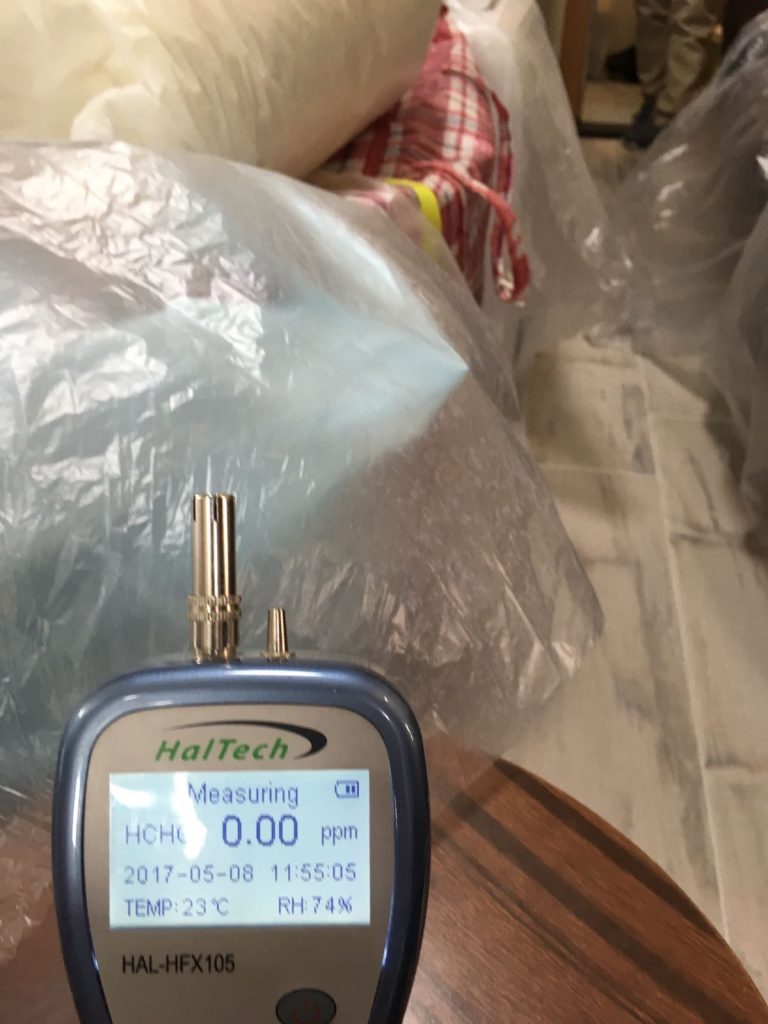 HalTech
Measuring
HCHO 0.00 ppm
2017-05-08 11:55:05
TEMP:23℃ RH:74%
HAL-HFX105